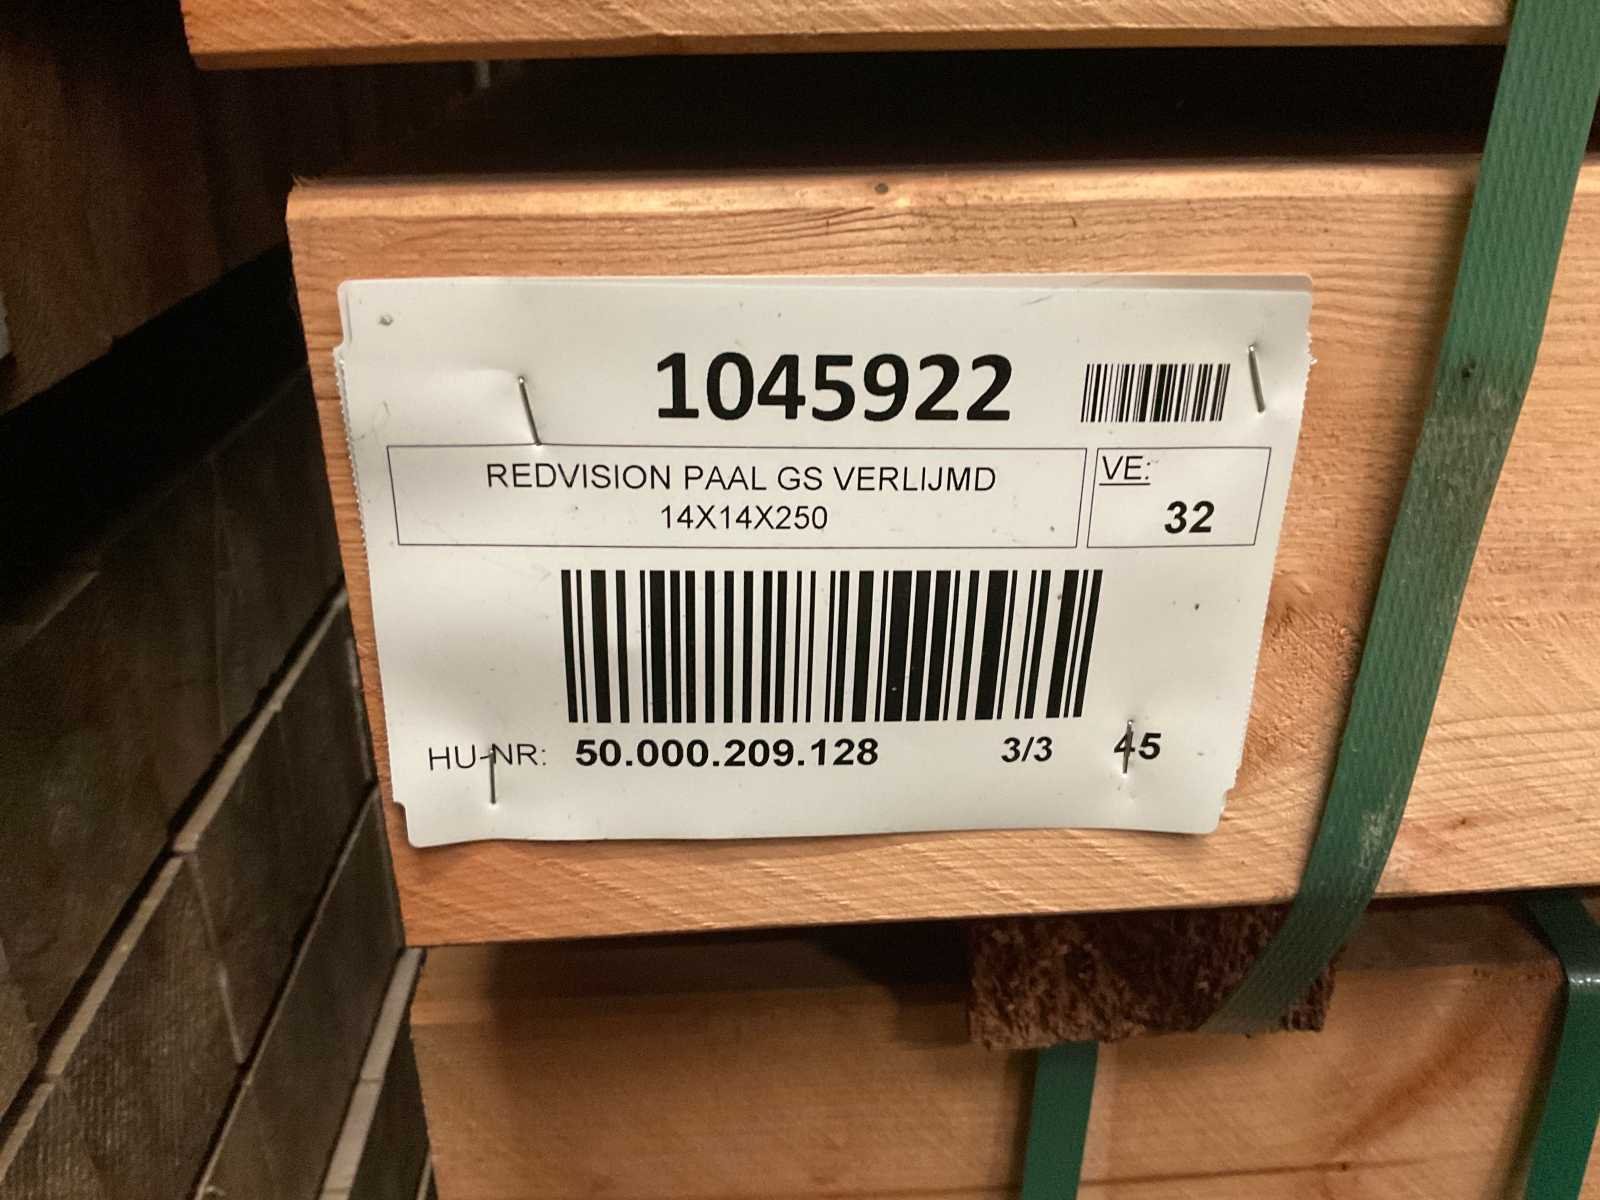 1045922
REDVISION PAAL GS VERLIJMD
14X14X250
VE:
32
HU-NR: 50.000.209.128 3/3 45